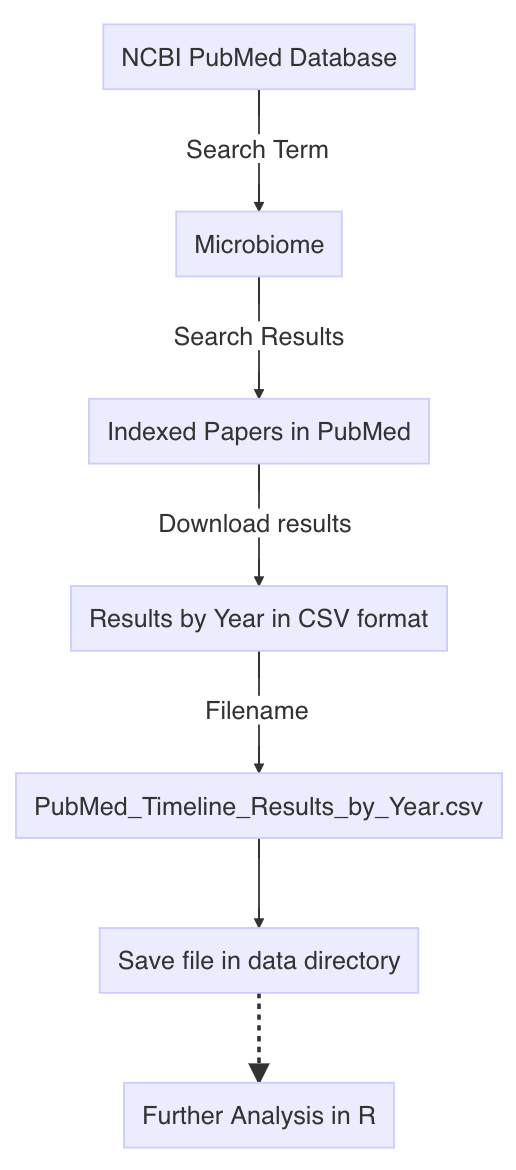 NCBI PubMed Database
Search Term
Microbiome
Search Results
Indexed Papers in PubMed
Download results
Results by Year in CSV format
Filename
PubMed_Timeline_Results_by_Year.csv
Save file in data directory
Further Analysis in R